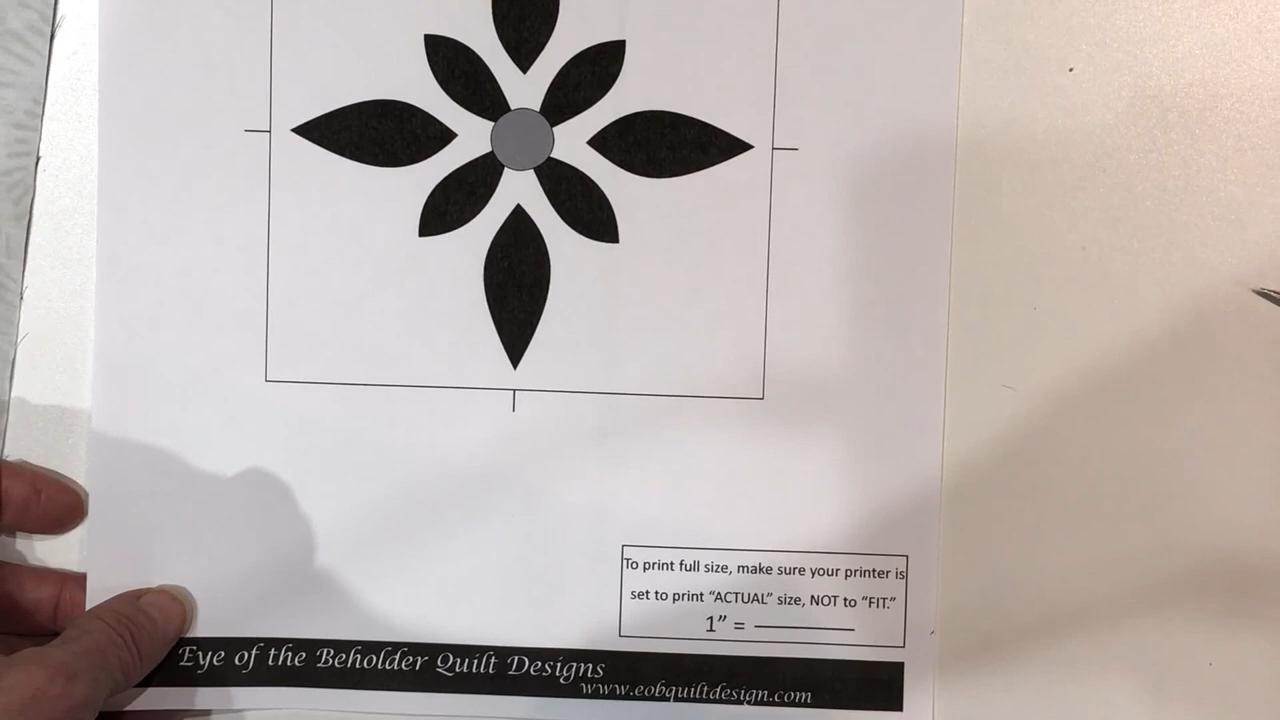 To print full size, make sure your printer is
set to print “ACTUAL” size, NOT to “FIT.”
1” =
Eye of the Beholder Quilt Designs
www.eobquiltdesign.com